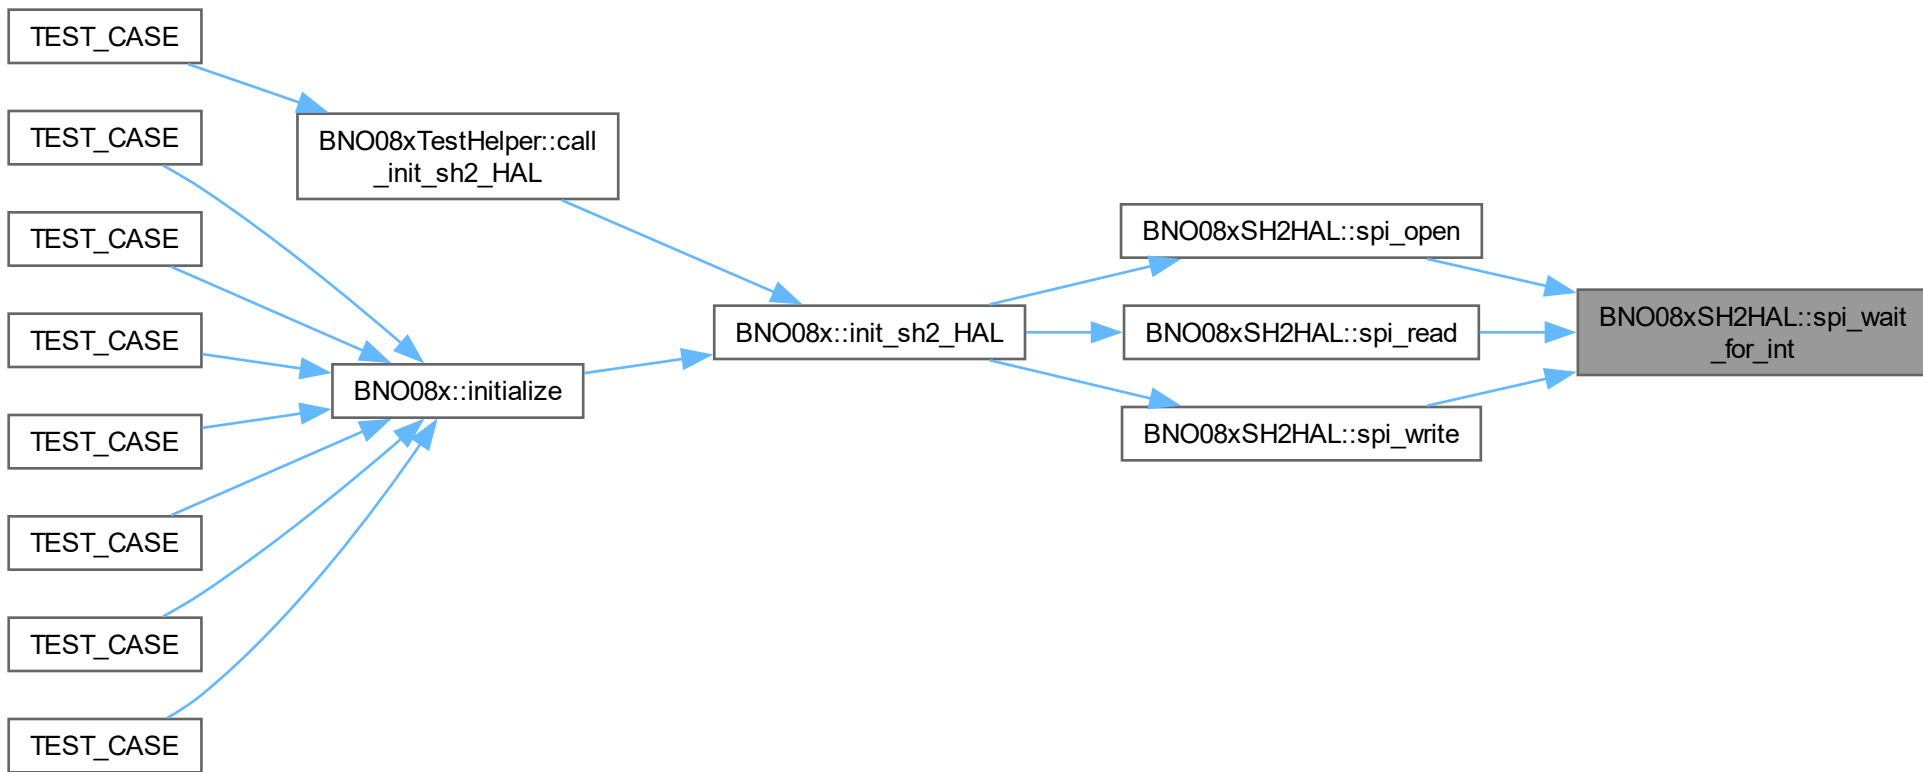 TEST_CASE
TEST_CASE
TEST_CASE
TEST_CASE
TEST_CASE
TEST_CASE
TEST_CASE
TEST_CASE
BNO08xTestHelper::call
_init_sh2_HAL
BNO08x::initialize
BNO08x::init_sh2_HAL
BNO08xSH2HAL::spi_open
BNO08xSH2HAL::spi_read
BNO08xSH2HAL::spi_write
BNO08xSH2HAL::spi_wait
_for_int